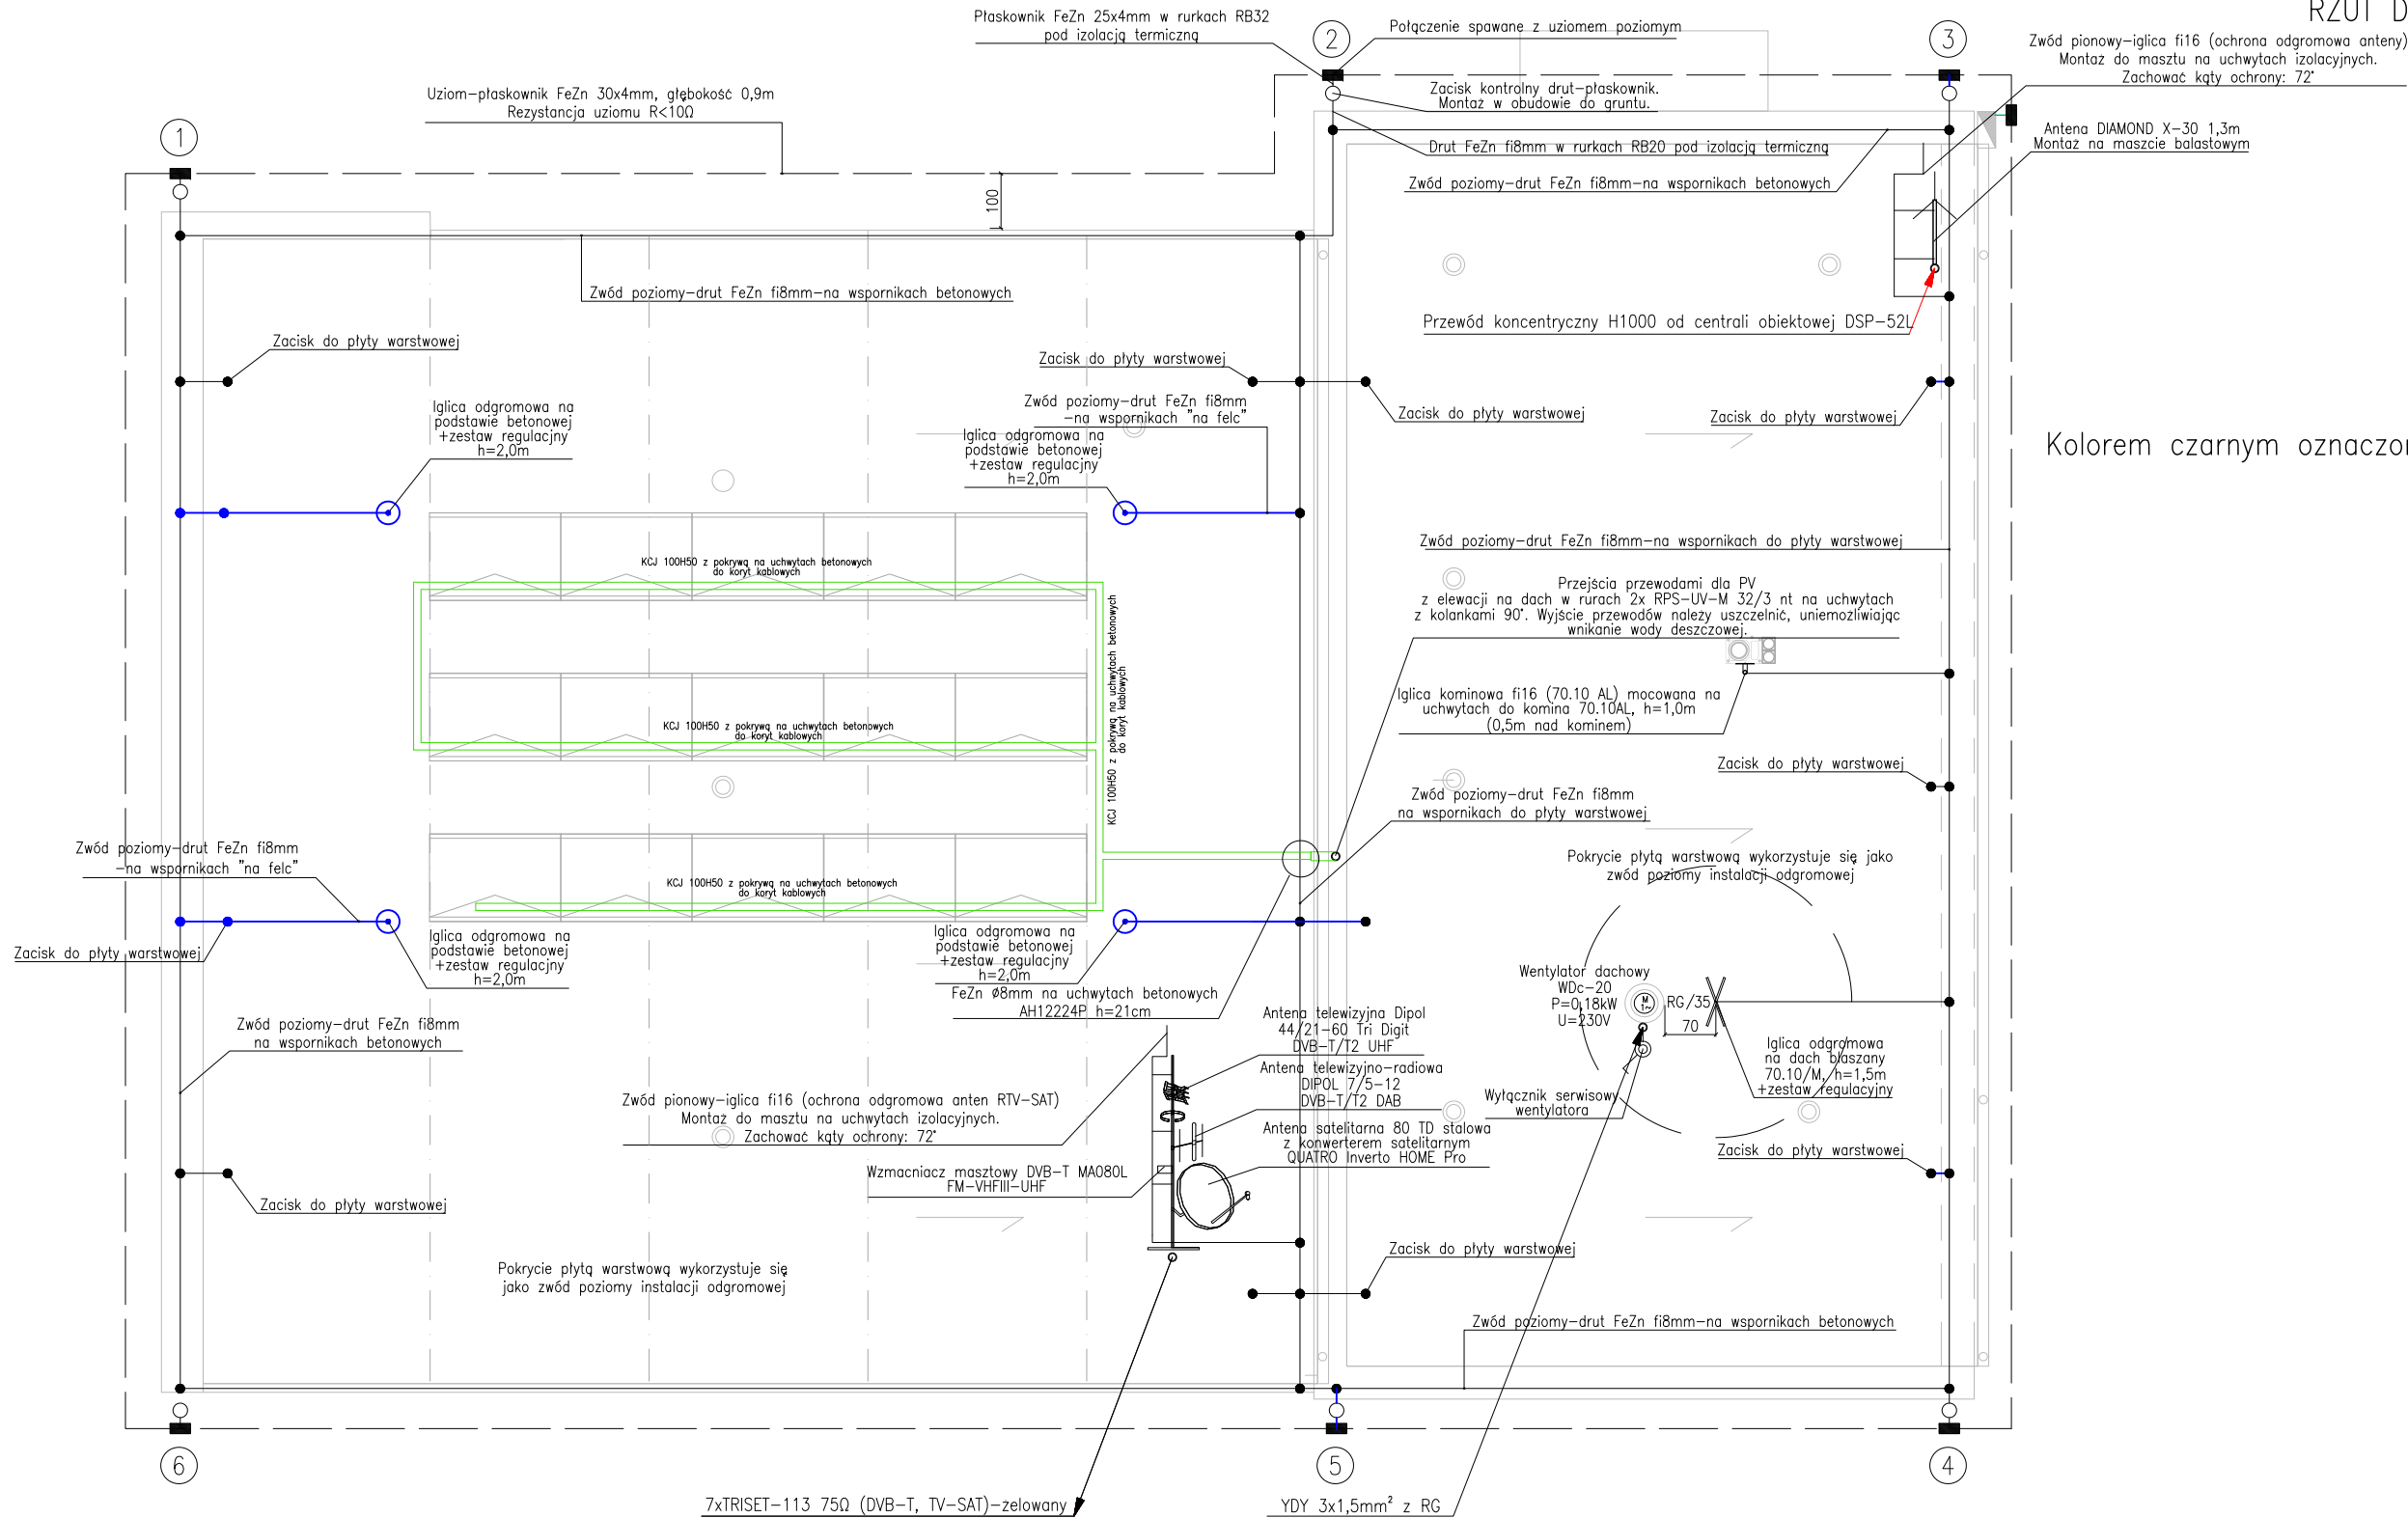 RZUT D
Płaskownik FeZn 25x4mm w rurkach RB32
pod izolacją termiczną
2
Połączenie spawane z uziomem poziomym
3
Zwód pionowy-iglica fi16 (ochrona odgromowa anteny)
Montaż do masztu na uchwytach izolacyjnych.
Zachować kąty ochrony: 72°
Uziom-płaskownik FeZn 30x4mm, głębokość 0,9m
Rezystancja uziomu R<10Ω
Zacisk kontrolny drut-płaskownik.
Montaż w obudowie do gruntu.
1
Antena DIAMOND X-30 1,3m
Montaż na maszcie balastowym
Drut FeZn fi8mm w rurkach RB20 pod izolacją termiczną
Zwód poziomy-drut FeZn fi8mm-na wspornikach betonowych
100
Zwód poziomy-drut FeZn fi8mm-na wspornikach betonowych
Przewód koncentryczny H1000 od centrali obiektowej DSP-52L
Zacisk do płyty warstwowej
Zacisk do płyty warstwowej
Iglica odgromowa na
podstawie betonowej
+zestaw regulacyjny
h=2,0m
Zwód poziomy-drut FeZn fi8mm
-na wspornikach "na felc"
Zacisk do płyty warstwowej
Zacisk do płyty warstwowej
Iglica odgromowa na
podstawie betonowej
+zestaw regulacyjny
h=2,0m
Kolorem czarnym oznaczo
Zwód poziomy-drut FeZn fi8mm-na wspornikach do płyty warstwowej
KCJ 100H50 z pokrywą na uchwytach betonowych
do koryt kablowych
Przejścia przewodami dla PV
z elewacji na dach w rurach 2x RPS-UV-M 32/3 nt na uchwytach
z kolankami 90°. Wyjście przewodów należy uszczelnić, uniemożliwiając
wnikanie wody deszczowej.
KCJ 100H50 z pokrywą na uchwytach betonowych
do koryt kablowych
Iglica kominowa fi16 (70.10 AL) mocowana na
uchwytach do komina 70.10AL, h=1,0m
(0,5m nad kominem)
KCJ 100H50 z pokrywą na uchwytach betonowych
do koryt kablowych
Zacisk do płyty warstwowej
Zwód poziomy-drut FeZn fi8mm
na wspornikach do płyty warstwowej
Zwód poziomy-drut FeZn fi8mm
-na wspornikach "na felc"
Pokrycie płytą warstwową wykorzystuje się jako
zwód poziomy instalacji odgromowej
KCJ 100H50 z pokrywą na uchwytach betonowych
do koryt kablowych
Zacisk do płyty warstwowej
Iglica odgromowa na
podstawie betonowej
+zestaw regulacyjny
h=2,0m
Iglica odgromowa na
podstawie betonowej
+zestaw regulacyjny
h=2,0m
FeZn Ø8mm na uchwytach betonowych
AH12224P h=21cm
Wentylator dachowy
WDc-20
P=0,18kW
U=230V
M
1~
RG/35
70
Zwód poziomy-drut FeZn fi8mm
na wspornikach betonowych
Antena telewizyjna Dipol
44/21-60 Tri Digit
DVB-T/T2 UHF
Iglica odgromowa
na dach blaszany
70.10/M, h=1,5m
+zestaw regulacyjny
Antena telewizyjno-radiowa
DIPOL 7/5-12
DVB-T/T2 DAB
Wyłącznik serwisowy
wentylatora
Zwód pionowy-iglica fi16 (ochrona odgromowa anten RTV-SAT)
Montaż do masztu na uchwytach izolacyjnych.
Zachować kąty ochrony: 72°
Antena satelitarna 80 TD stalowa
z konwerterem satelitarnym
QUATRO Inverto HOME Pro
Zacisk do płyty warstwowej
Wzmacniacz masztowy DVB-T MA080L
FM-VHFIII-UHF
Zacisk do płyty warstwowej
Zacisk do płyty warstwowej
Pokrycie płytą warstwową wykorzystuje się
jako zwód poziomy instalacji odgromowej
Zwód poziomy-drut FeZn fi8mm-na wspornikach betonowych
6
5
4
7xTRISET-113 75Ω (DVB-T, TV-SAT)-żelowany
YDY 3x1,5mm² z RG